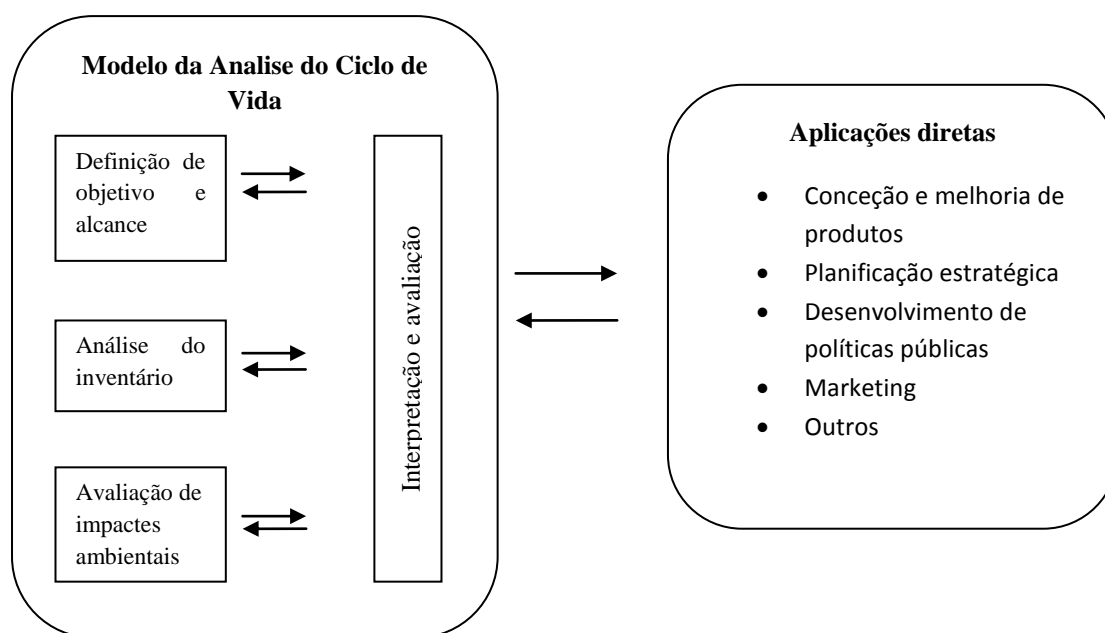 Modelo da Analise do Ciclo de
Vida
Definição de
objetivo e
alcance
Análise do
inventário
Avaliação de
impactes
ambientais
Interpretação e avaliação
Aplicações diretas
• Conceção e melhoria de
produtos
• Planificação estratégica
• Desenvolvimento de
políticas públicas
• Marketing
• Outros